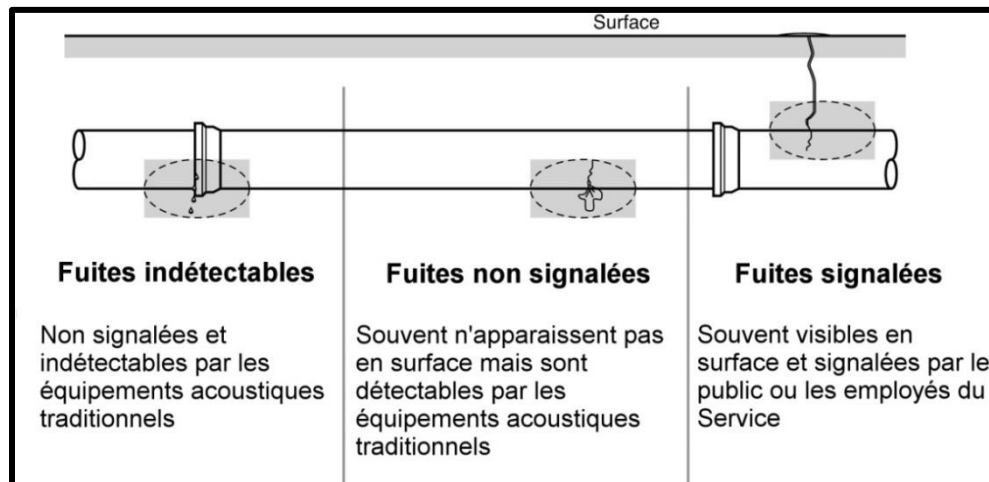 Surface
Fuites indétectables
Non signalées et
indétectables par les
équipements acoustiques
traditionnels
Fuites non signalées
Souvent n'apparaissent pas
en surface mais sont
détectables par les
équipements acoustiques
traditionnels
Fuites signalées
Souvent visibles en
surface et signalées par le
public ou les employés du
Service